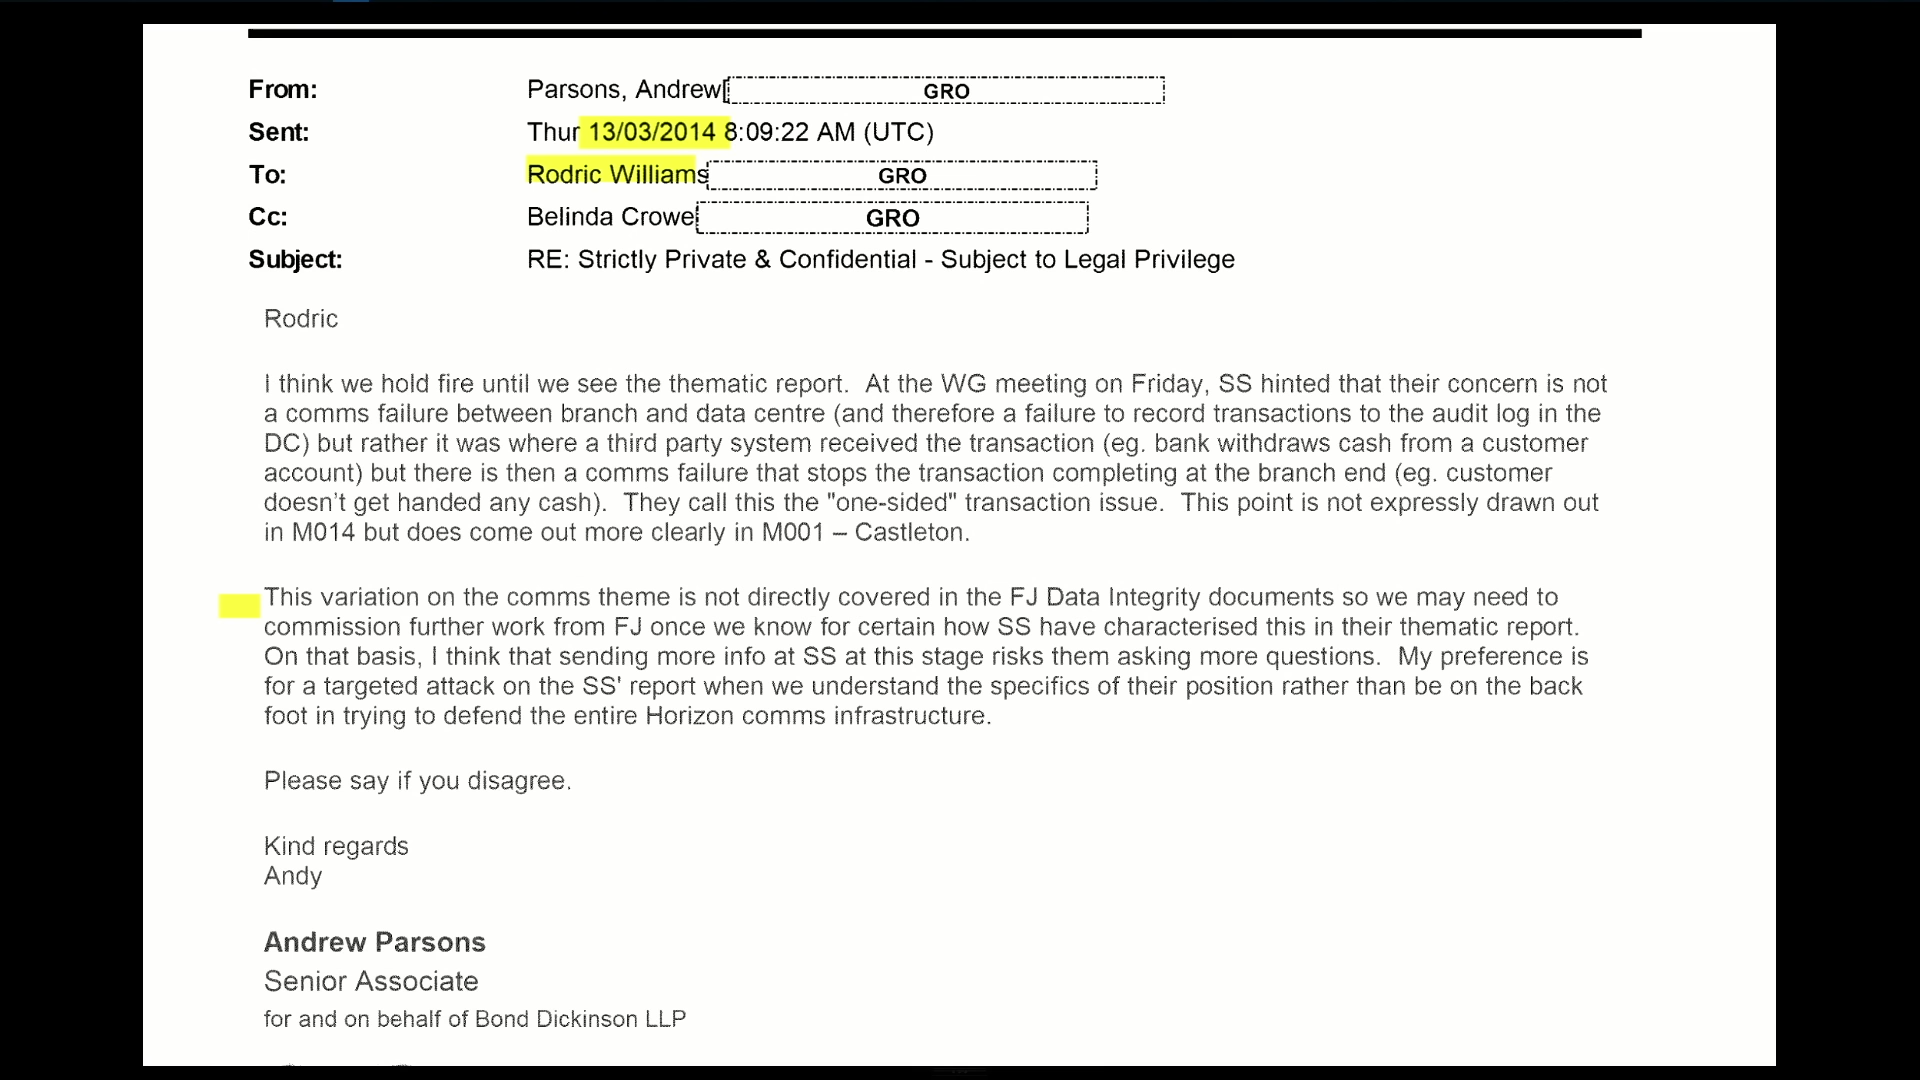 From: Parsons, Andrew GRO
Sent: Thur 13/03/2014 8:09:22 AM (UTC)
To: Rodric Williams GRO
Cc: Belinda Crowe GRO
Subject: RE: Strictly Private & Confidential - Subject to Legal Privilege
Rodric
I think we hold fire until we see the thematic report.  At the WG meeting on Friday, SS hinted that their concern is not
a comms failure between branch and data centre (and therefore a failure to record transactions to the audit log in the
DC) but rather it was where a third party system received the transaction (eg. bank withdraws cash from a customer
account) but there is then a comms failure that stops the transaction completing at the branch end (eg. customer
doesn't get handed any cash).  They call this the "one-sided" transaction issue.  This point is not expressly drawn out
in M014 but does come out more clearly in M001 – Castleton.
This variation on the comms theme is not directly covered in the FJ Data Integrity documents so we may need to
commission further work from FJ once we know for certain how SS have characterised this in their thematic report.
On that basis, I think that sending more info at SS at this stage risks them asking more questions.  My preference is
for a targeted attack on the SS' report when we understand the specifics of their position rather than be on the back
foot in trying to defend the entire Horizon comms infrastructure.
Please say if you disagree.
Kind regards
Andy
Andrew Parsons
Senior Associate
for and on behalf of Bond Dickinson LLP